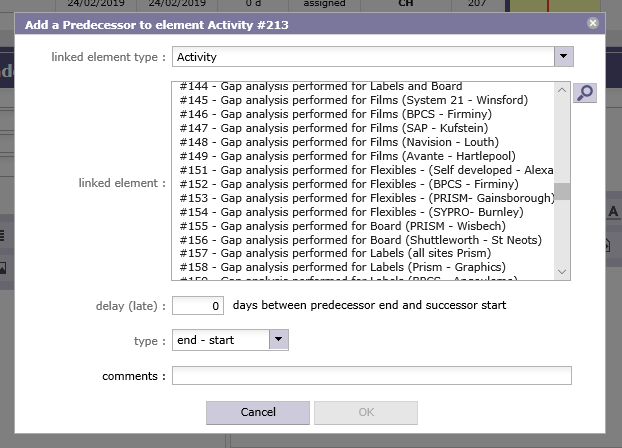 24/02/2019 24/02/2019 0 d assigned CH 207
Add a Predecessor to element Activity #213
linked element type : Activity
#144 - Gap analysis performed for Labels and Board
#145 - Gap analysis performed for Films (System 21 - Winsford)
#146 - Gap analysis performed for Films (BPCS - Firminy)
#147 - Gap analysis performed for Films (SAP - Kufstein)
#148 - Gap analysis performed for Films (Navision - Louth)
#149 - Gap analysis performed for Films (Avante - Hartlepool)
#151 - Gap analysis performed for Flexibles - (Self developed - Alexa
linked element : #152 - Gap analysis performed for Flexibles - (BPCS - Firminy)
#153 - Gap analysis performed for Flexibles - (PRISM- Gainsborough)
#154 - Gap analysis performed for Flexibles - (SYPRO- Burnley)
#155 - Gap analysis performed for Board (PRISM - Wisbech)
#156 - Gap analysis performed for Board (Shuttleworth - St Neots)
#157 - Gap analysis performed for Labels (all sites Prism)
#158 - Gap analysis performed for Labels (Prism - Graphics)
#159 - Gap analysis performed for Labels (BPCS - Angouleme)
delay (late) : 0 days between predecessor end and successor start
type : end - start
comments :
Cancel OK